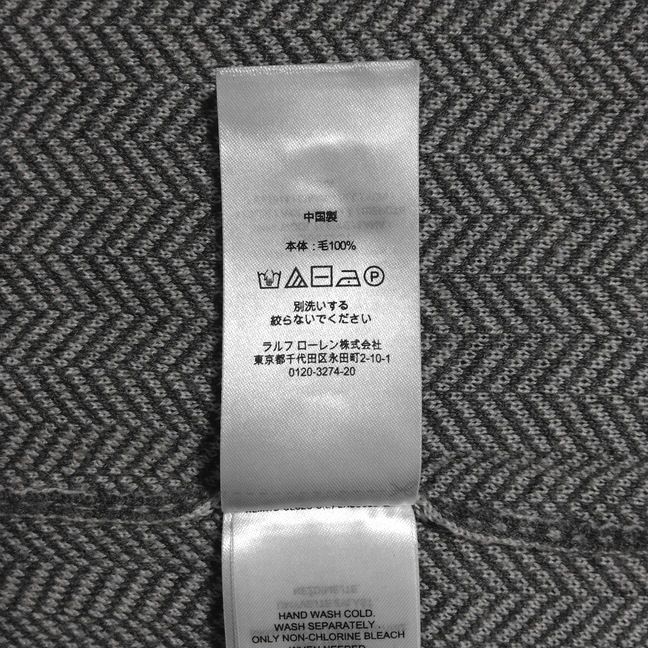 中国製
本体 : 毛100%
P
別洗いする
絞らないでください
ラルフ ローレン株式会社
東京都千代田区永田町2-10-1
0120-3274-20
HAND WASH COLD.
WASH SEPARATELY .
ONLY NON-CHLORINE BLEACH
WHEN NEEDED